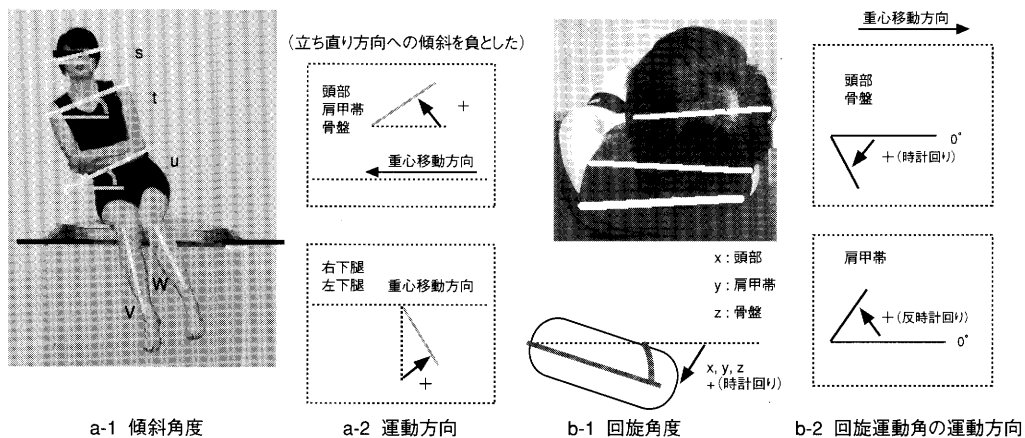 s
t
u
V
W
a-1 傾斜角度
(立ち直り方向への傾斜を負とした)
頭部
肩甲帯
骨盤
+
重心移動方向
右下腿
左下腿 重心移動方向
+
a-2 運動方向
x : 頭部
y : 肩甲帯
z : 骨盤
x, y, z
+(時計回り)
b-1 回旋角度
重心移動方向
頭部
骨盤
0°
+(時計回り)
肩甲帯
+(反時計回り)
0°
b-2 回旋運動角の運動方向